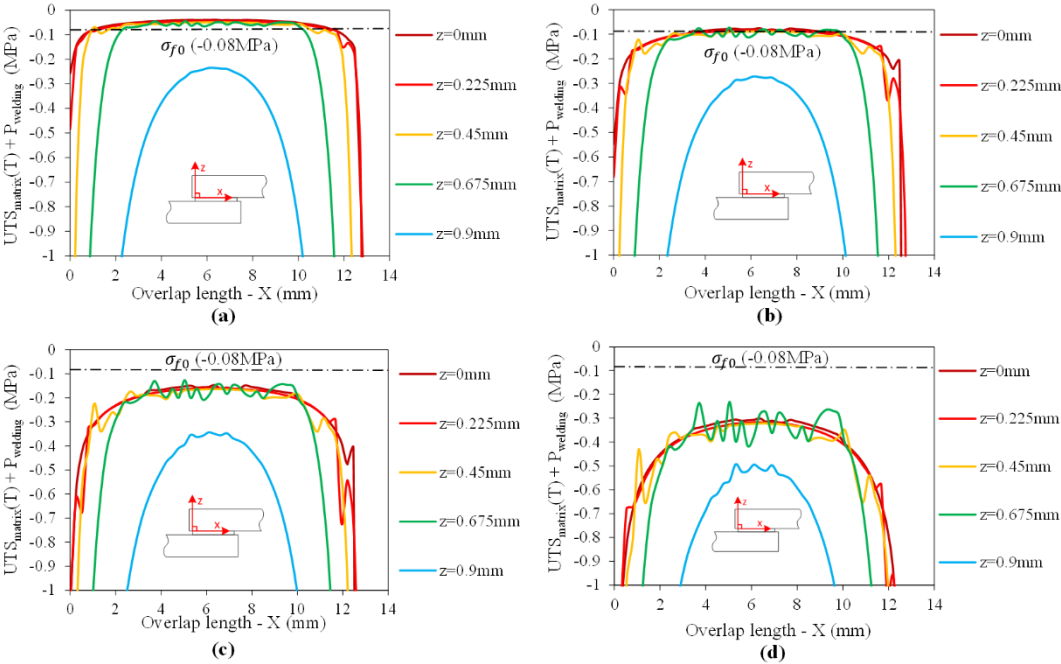 0
-0.1
-0.2
-0.3
-0.4
-0.5
-0.6
-0.7
-0.8
-0.9
-1
UTS_matrix(T) + P_welding (MPa)
σ_f0 (-0.08MPa)
z
x
0 2 4 6 8 10 12 14
Overlap length - X (mm)
z=0mm
z=0.225mm
z=0.45mm
z=0.675mm
z=0.9mm
(a)
0
-0.1
-0.2
-0.3
-0.4
-0.5
-0.6
-0.7
-0.8
-0.9
-1
UTS_matrix(T) + P_welding (MPa)
σ_f0 (-0.08MPa)
z
x
0 2 4 6 8 10 12 14
Overlap length - X (mm)
z=0mm
z=0.225mm
z=0.45mm
z=0.675mm
z=0.9mm
(b)
0
-0.1
-0.2
-0.3
-0.4
-0.5
-0.6
-0.7
-0.8
-0.9
-1
UTS_matrix(T) + P_welding (MPa)
σ_f0 (-0.08MPa)
z
x
0 2 4 6 8 10 12 14
Overlap length - X (mm)
z=0mm
z=0.225mm
z=0.45mm
z=0.675mm
z=0.9mm
(c)
0
-0.1
-0.2
-0.3
-0.4
-0.5
-0.6
-0.7
-0.8
-0.9
-1
UTS_matrix(T) + P_welding (MPa)
σ_f0 (-0.08MPa)
z
x
0 2 4 6 8 10 12 14
Overlap length - X (mm)
z=0mm
z=0.225mm
z=0.45mm
z=0.675mm
z=0.9mm
(d)